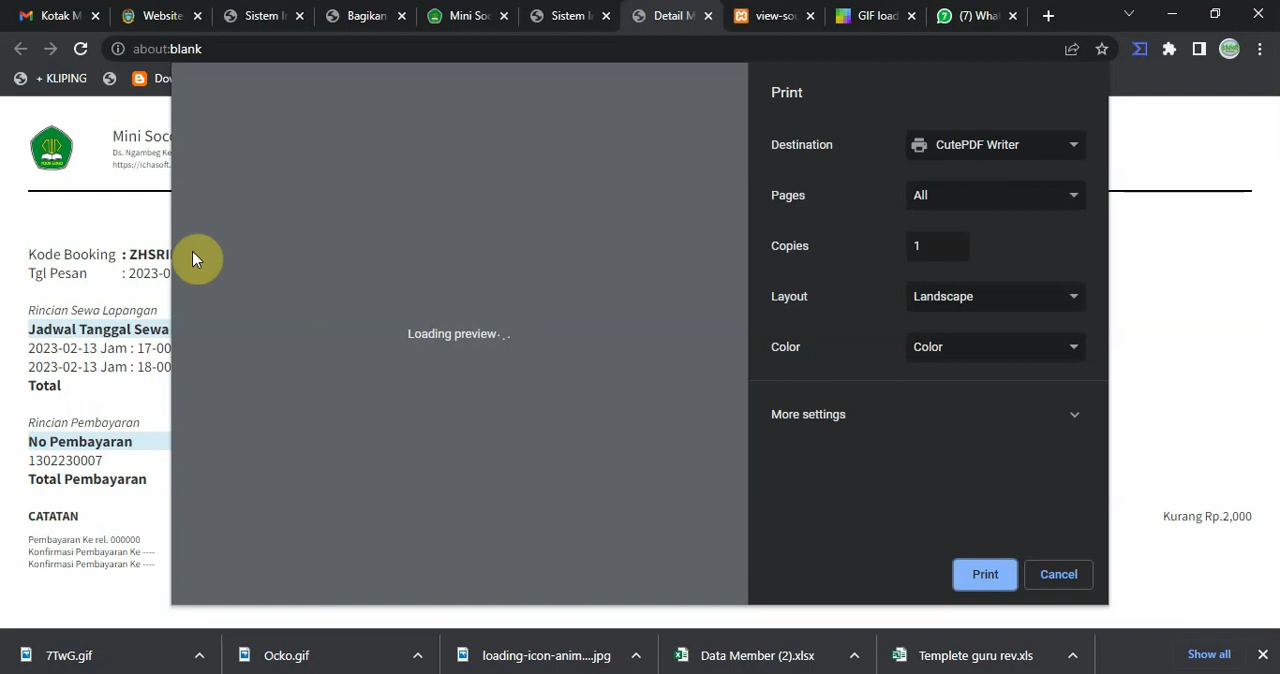 Kotak M
Website
Sistem I
Bagikan
Mini Soc
Sistem I
Detail M
view-sou
GIF load
(7) Wha
about:blank
+ KLIPING
Dov
Mini Soc
Ds. Ngambeg Ke
https://ichasoft.
Kode Booking : ZHSRI
Tgl Pesan : 2023-0
Rincian Sewa Lapangan
Jadwal Tanggal Sewa
2023-02-13 Jam : 17-00
2023-02-13 Jam : 18-00
Total
Rincian Pembayaran
No Pembayaran
1302230007
Total Pembayaran
CATATAN
Kurang Rp.2,000
Pembayaran Ke rel. 000000
Konfirmasi Pembayaran Ke ----
Konfirmasi Pembayaran Ke ----
Loading preview
Print
Destination CutePDF Writer
Pages All
Copies 1
Layout Landscape
Color Color
More settings
Print Cancel
7TwG.gif
Ocko.gif
loading-icon-anim....jpg
Data Member (2).xlsx
Templete guru rev.xls
Show all